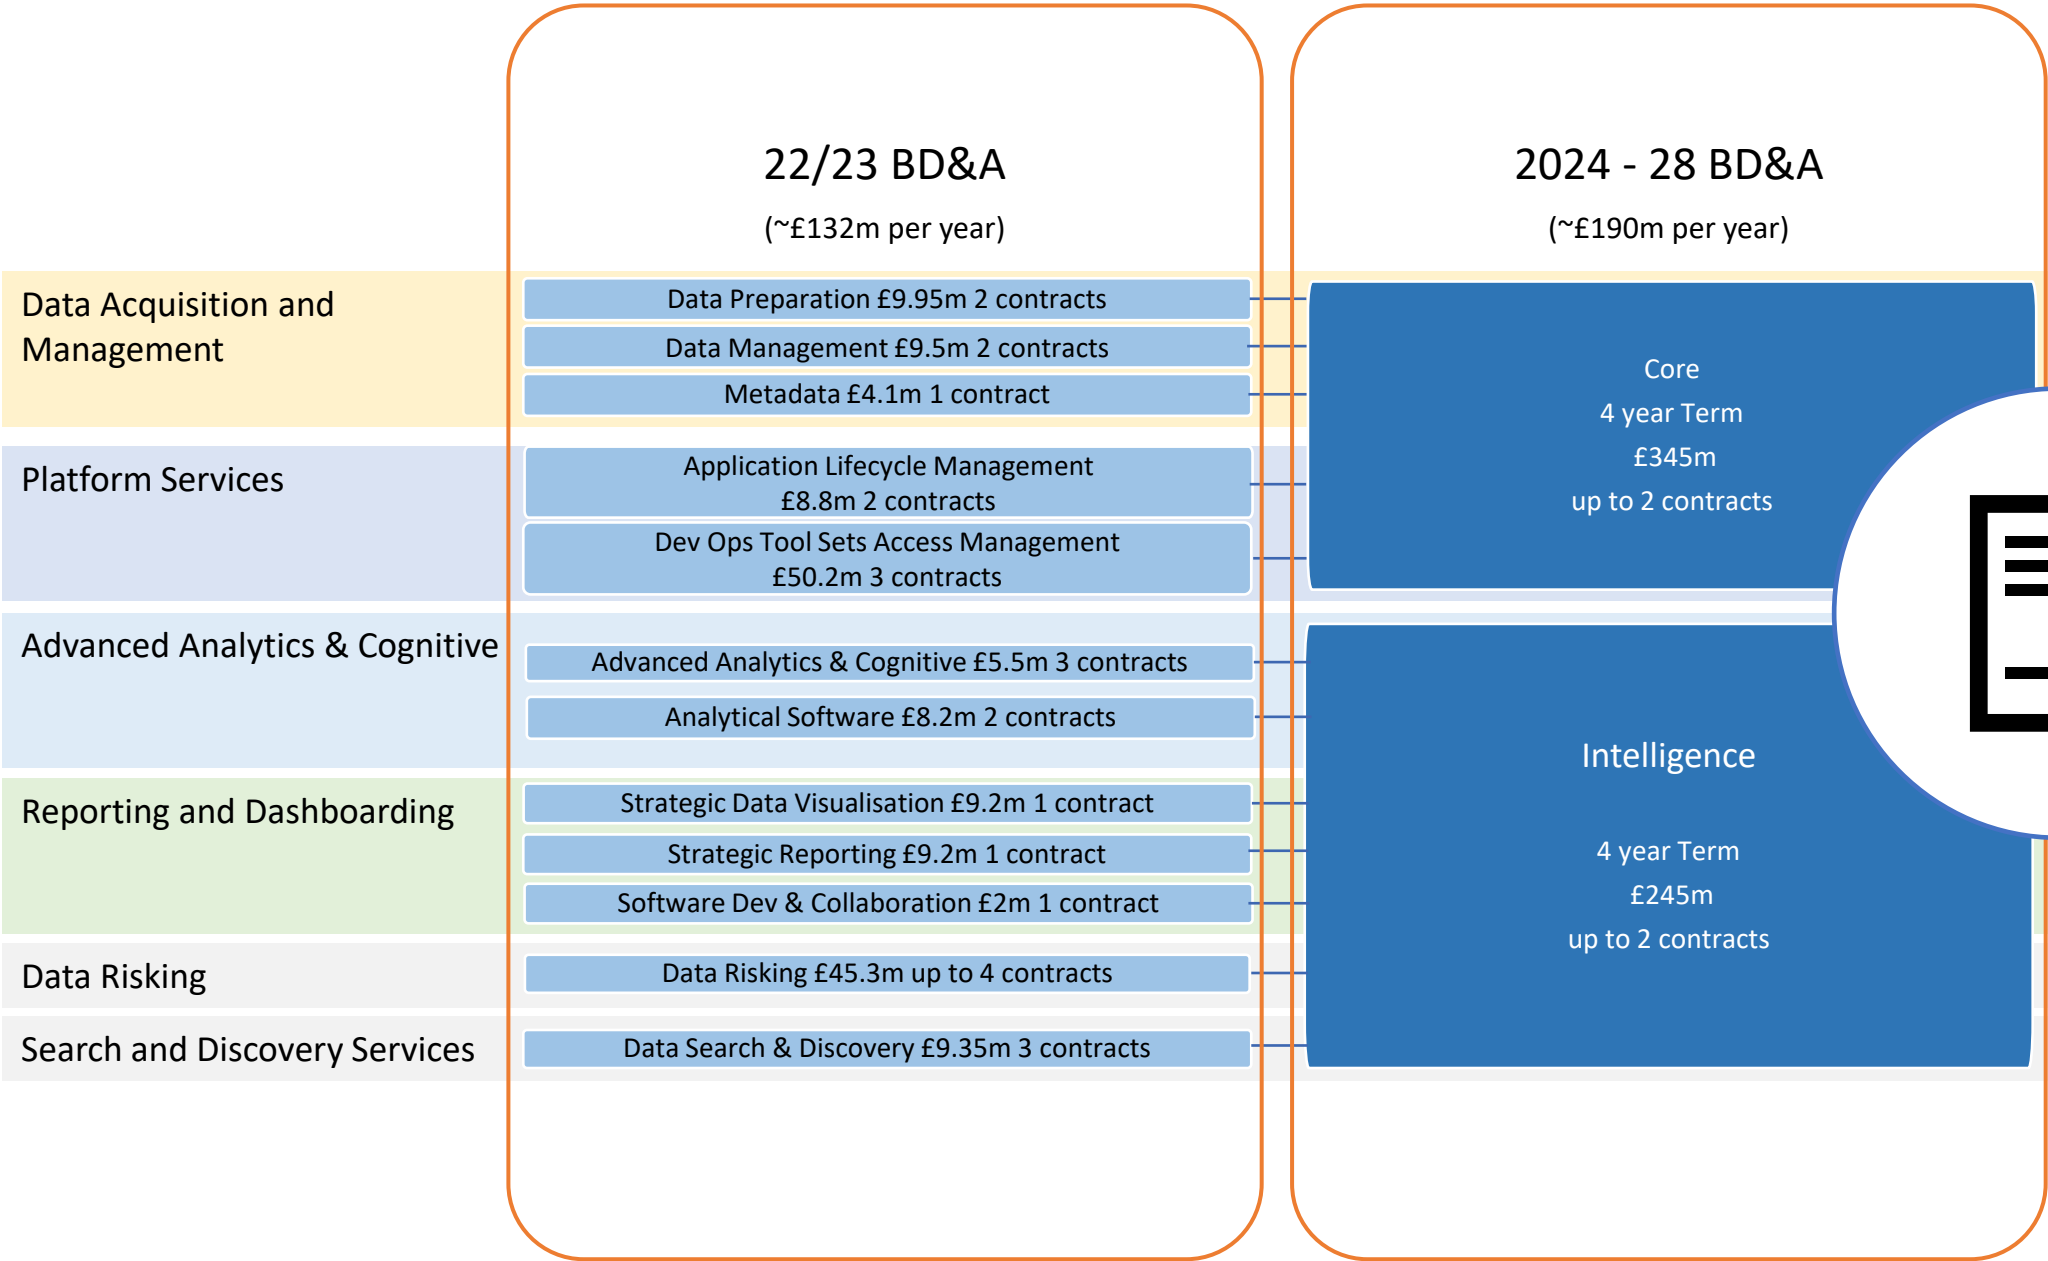 22/23 BD&A
(~£132m per year)
2024 - 28 BD&A
(~£190m per year)
Data Acquisition and
Management
Data Preparation £9.95m 2 contracts
Data Management £9.5m 2 contracts
Metadata £4.1m 1 contract
Platform Services
Application Lifecycle Management
£8.8m 2 contracts
Dev Ops Tool Sets Access Management
£50.2m 3 contracts
Core
4 year Term
£345m
up to 2 contracts
Advanced Analytics & Cognitive
Advanced Analytics & Cognitive £5.5m 3 contracts
Analytical Software £8.2m 2 contracts
Reporting and Dashboarding
Strategic Data Visualisation £9.2m 1 contract
Strategic Reporting £9.2m 1 contract
Software Dev & Collaboration £2m 1 contract
Data Risking
Data Risking £45.3m up to 4 contracts
Search and Discovery Services
Data Search & Discovery £9.35m 3 contracts
Intelligence
4 year Term
£245m
up to 2 contracts